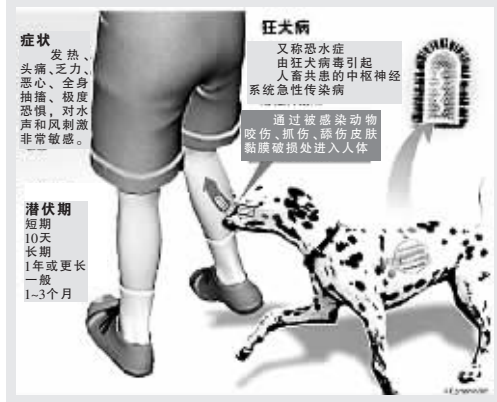 症状
发热、
头痛、乏力、
恶心、全身
抽搐、极度
恐惧，对水
声和风刺激
非常敏感。
狂犬病
又称恐水症
由狂犬病毒引起
人畜共患的中枢神经
系统急性传染病
通过被感染动物
咬伤、抓伤、舔伤皮肤
黏膜破损处进入人体
潜伏期
短期
10天
长期
1年或更长
一般
1~3个月